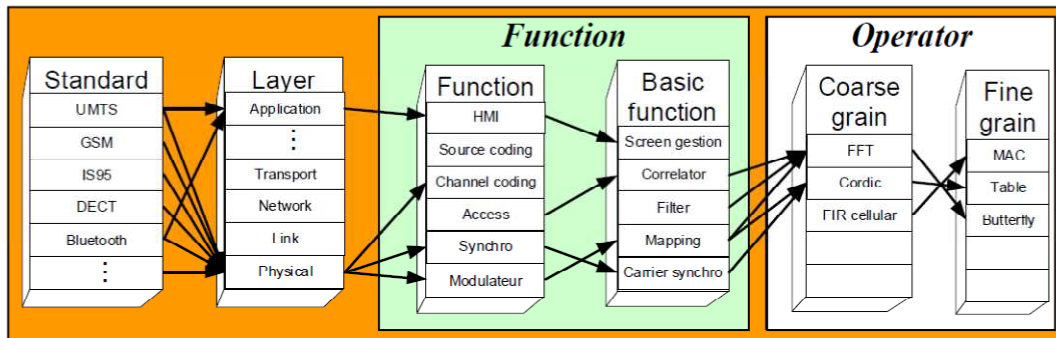 Function
Operator
Standard
UMTS
GSM
IS95
DECT
Bluetooth
⋮
Layer
Application
⋮
Transport
Network
Link
Physical
Function
HMI
Source coding
Channel coding
Access
Synchro
Modulateur
Basic
function
Screen gestion
Correlator
Filter
Mapping
Carrier synchro
Coarse
grain
FFT
Cordic
FIR cellular
Fine
grain
MAC
Table
Butterfly